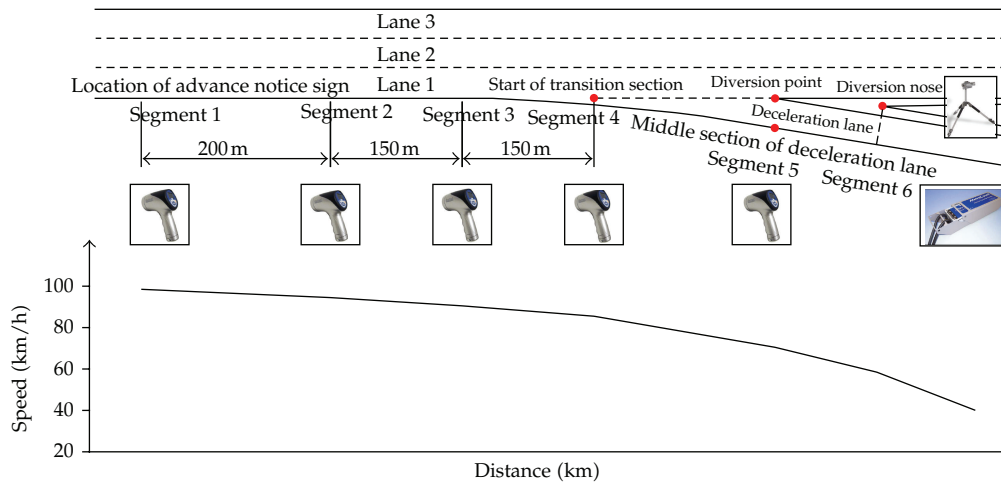 Lane 3
Lane 2
Location of advance notice sign
Lane 1
Start of transition section
Diversion point
Diversion nose
Segment 1
Segment 2
Segment 3
Segment 4
Deceleration lane
Middle section of deceleration lane
Segment 5
Segment 6
200 m
150 m
150 m
100
80
60
40
20
Speed (km/h)
Distance (km)